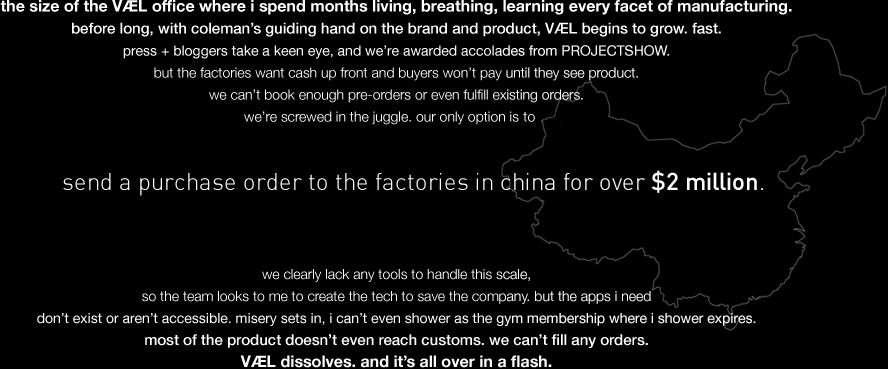 the size of the VÆL office where i spend months living, breathing, learning every facet of manufacturing.
before long, with coleman's guiding hand on the brand and product, VÆL begins to grow. fast.
press + bloggers take a keen eye, and we're awarded accolades from PROJECTSHOW.
but the factories want cash up front and buyers won't pay until they see product.
we can't book enough pre-orders or even fulfill existing orders.
we're screwed in the juggle. our only option is to
send a purchase order to the factories in china for over $2 million.
we clearly lack any tools to handle this scale,
so the team looks to me to create the tech to save the company. but the apps i need
don't exist or aren't accessible. misery sets in, i can't even shower as the gym membership where i shower expires.
most of the product doesn't even reach customs. we can't fill any orders.
VÆL dissolves. and it's all over in a flash.